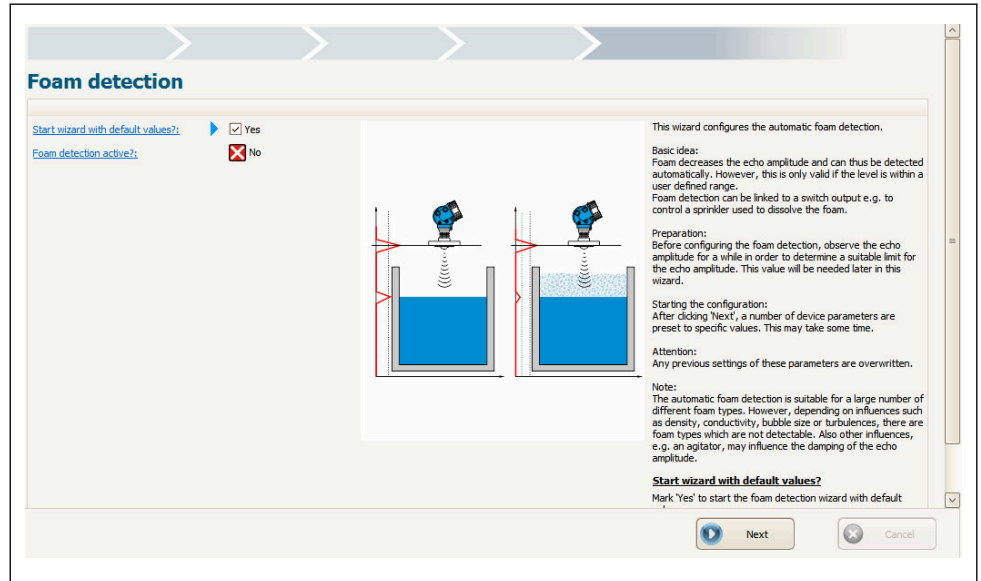 Foam detection
Start wizard with default values?:
Yes
Foam detection active?:
No
This wizard configures the automatic foam detection.
Basic idea:
Foam decreases the echo amplitude and can thus be detected
automatically. However, this is only valid if the level is within a
user defined range.
Foam detection can be linked to a switch output e.g. to
control a sprinkler used to dissolve the foam.
Preparation:
Before configuring the foam detection, observe the echo
amplitude for a while in order to determine a suitable limit for
the echo amplitude. This value will be needed later in this
wizard.
Starting the configuration:
After clicking 'Next', a number of device parameters are
preset to specific values. This may take some time.
Attention:
Any previous settings of these parameters are overwritten.
Note:
The automatic foam detection is suitable for a large number of
different foam types. However, depending on influences such
as density, conductivity, bubble size or turbulences, there are
foam types which are not detectable. Also other influences,
e.g. an agitator, may influence the damping of the echo
amplitude.
Start wizard with default values?
Mark 'Yes' to start the foam detection wizard with default
Next
Cancel